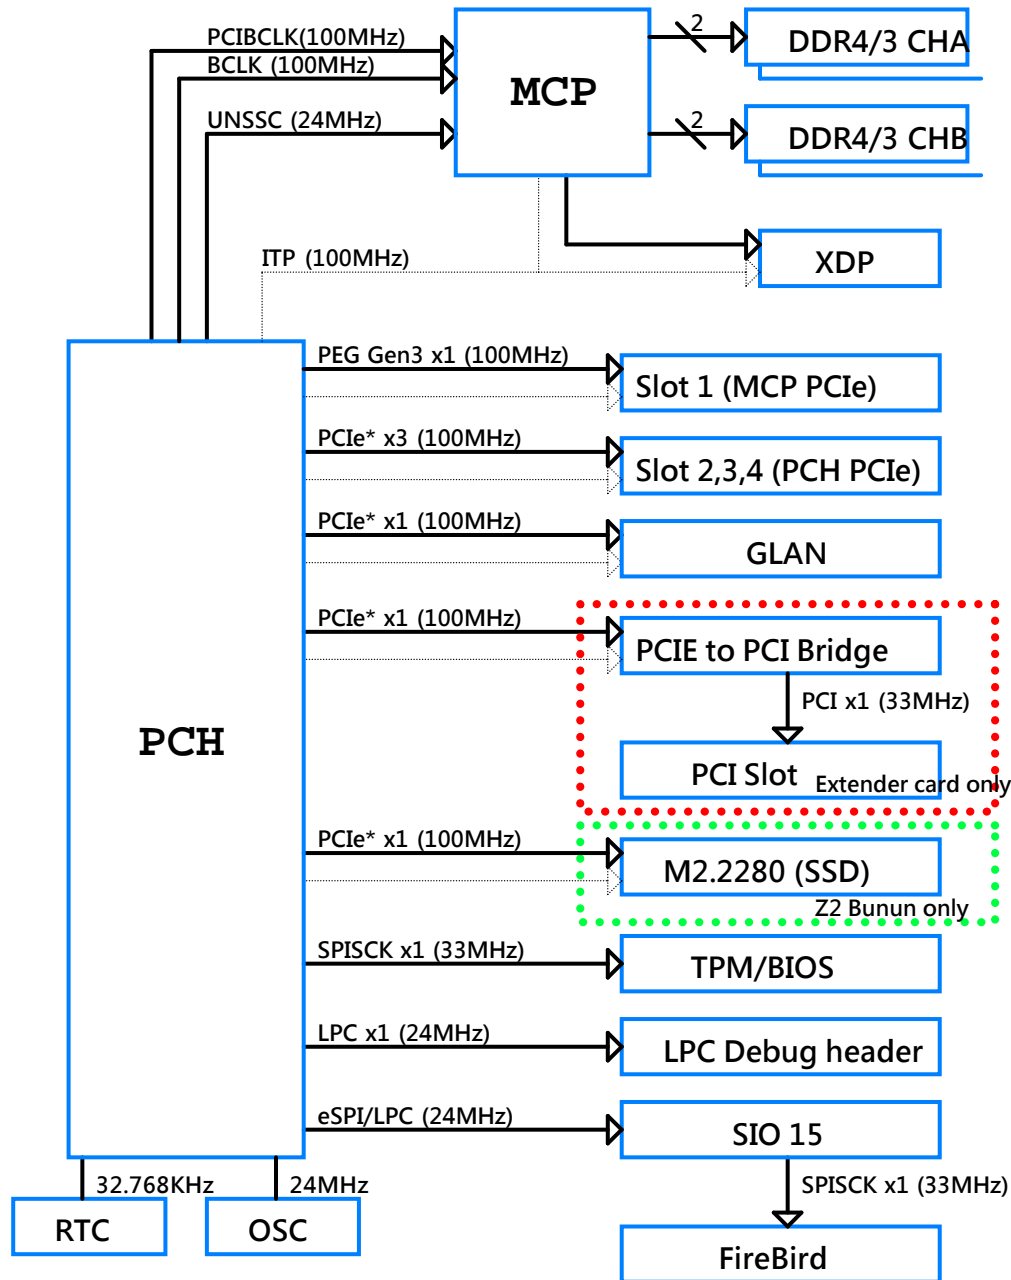 PCIBCLK(100MHz)
BCLK (100MHz)
UNSSC (24MHz)
MCP
2
DDR4/3 CHA
2
DDR4/3 CHB
ITP (100MHz)
XDP
PEG Gen3 x1 (100MHz)
Slot 1 (MCP PCIe)
PCIe* x3 (100MHz)
Slot 2,3,4 (PCH PCIe)
PCIe* x1 (100MHz)
GLAN
PCIe* x1 (100MHz)
PCIE to PCI Bridge
PCI x1 (33MHz)
PCH
PCI Slot
Extender card only
PCIe* x1 (100MHz)
M2.2280 (SSD)
Z2 Bunun only
SPISCK x1 (33MHz)
TPM/BIOS
LPC x1 (24MHz)
LPC Debug header
eSPI/LPC (24MHz)
SIO 15
32.768KHz
24MHz
SPISCK x1 (33MHz)
RTC
OSC
FireBird